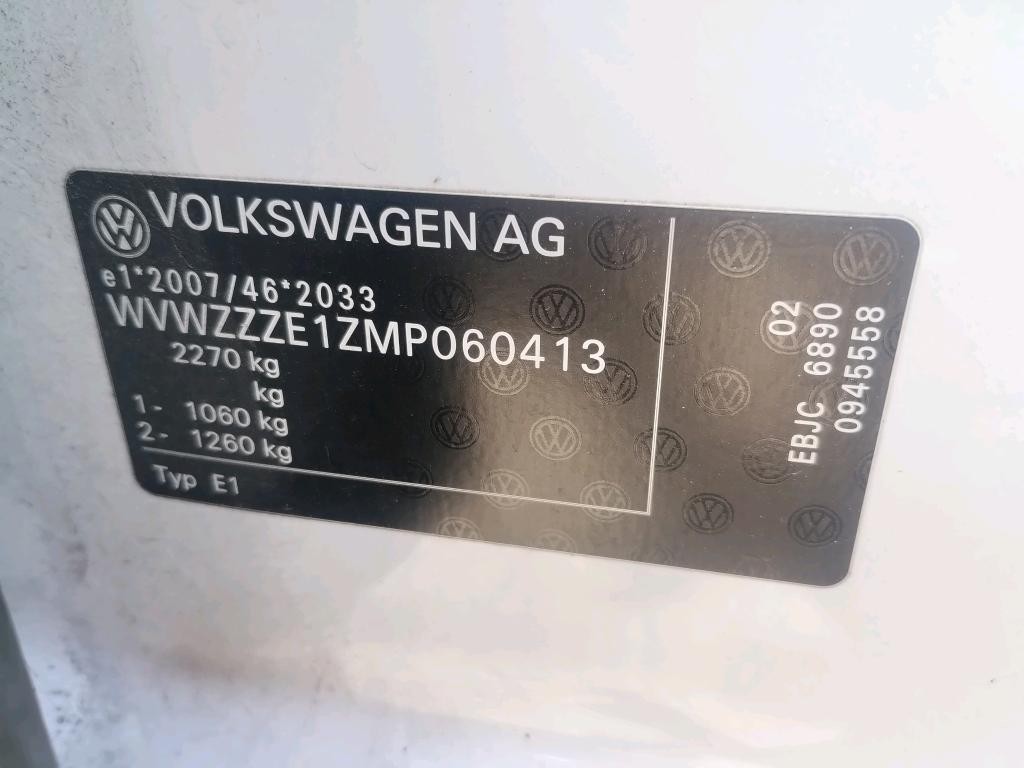 VOLKSWAGEN AG
e1*2007/46*2033
WVWZZZE1ZMP060413
2270 kg
kg
1- 1060 kg
2- 1260 kg
Typ E1
02
EBJC 6890
0945558